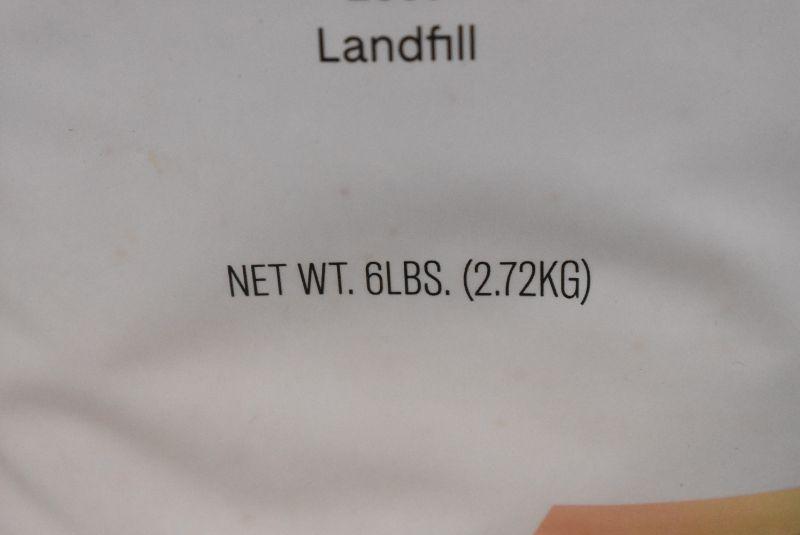 Landfill
NET WT. 6LBS. (2.72KG)